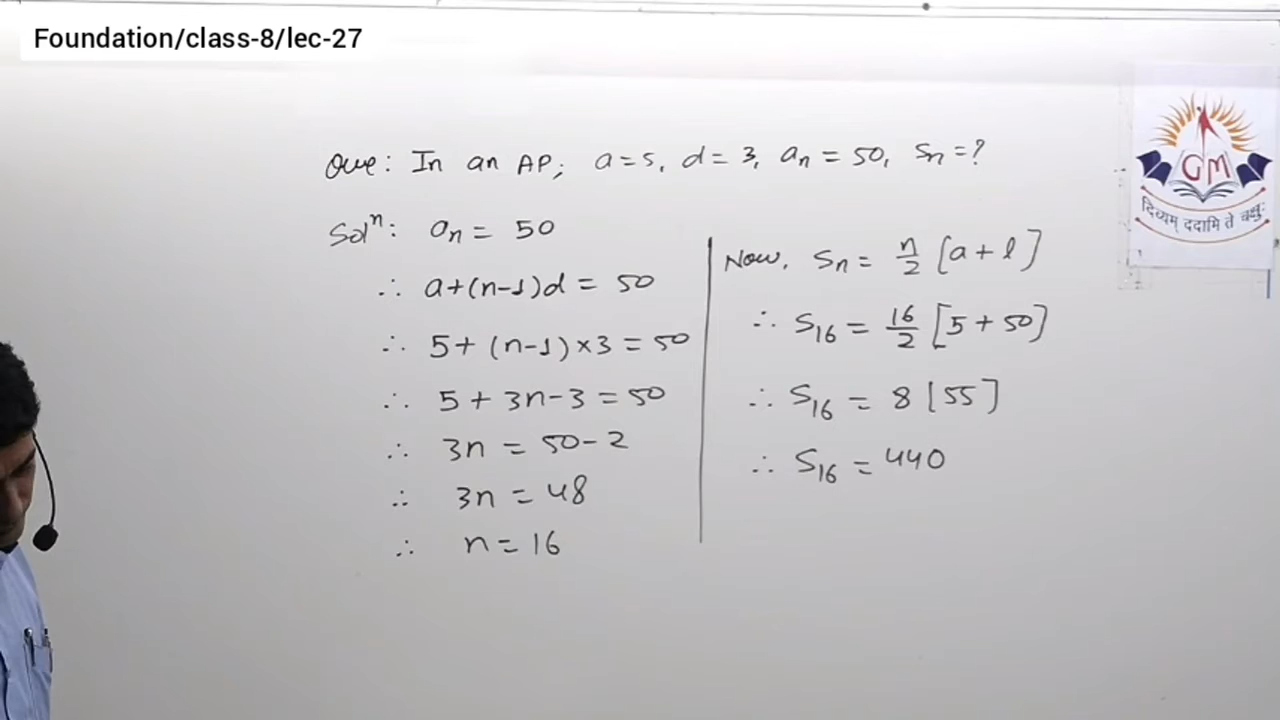 Foundation/class-8/lec-27
Que: In an AP; a=5, d=3, aₙ=50, Sₙ=?
Solⁿ: aₙ = 50
∴ a+(n-1)d = 50
∴ 5+(n-1)×3=50
∴ 5+3n-3=50
∴ 3n = 50-2
∴ 3n = 48
∴ n=16
Now, Sₙ = n/2 [a+l]
∴ S₁₆ = 16/2 [5+50]
∴ S₁₆ = 8[55]
∴ S₁₆ = 440
GM
दिव्यम् ददामि ते चक्षुः